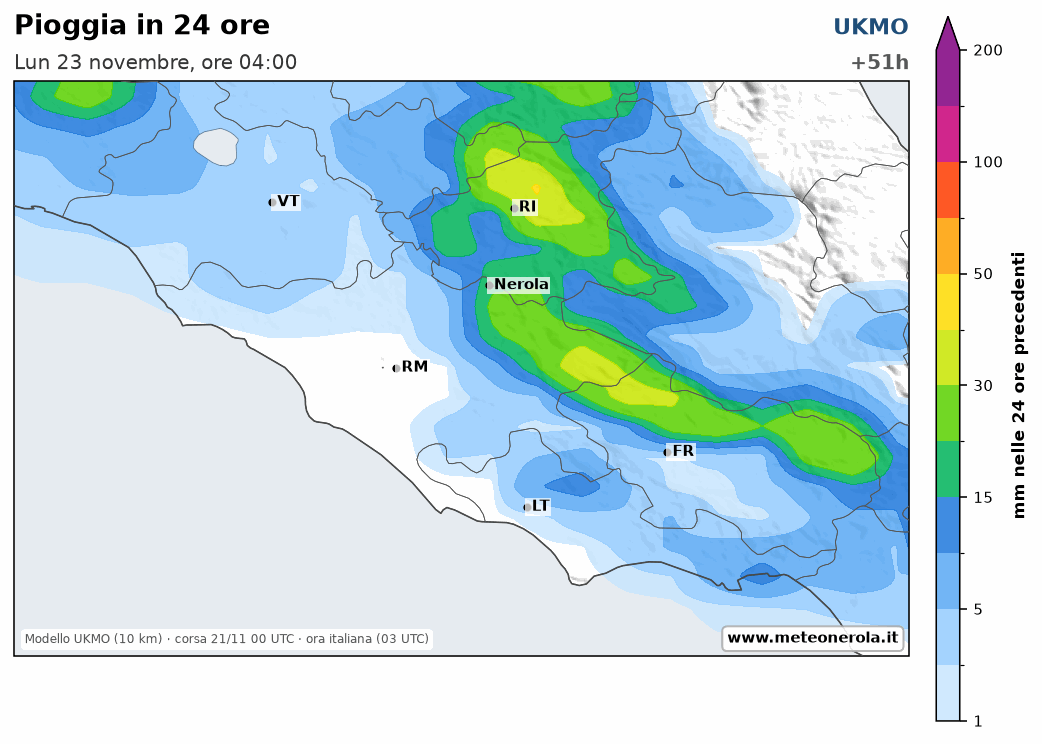 Pioggia in 24 ore
UKMO
Lun 23 novembre, ore 04:00
+51h
VT
RI
Nerola
RM
FR
LT
Modello UKMO (10 km) · corsa 21/11 00 UTC · ora italiana (03 UTC)
www.meteonerola.it
200
100
50
30
15
5
1
mm nelle 24 ore precedenti